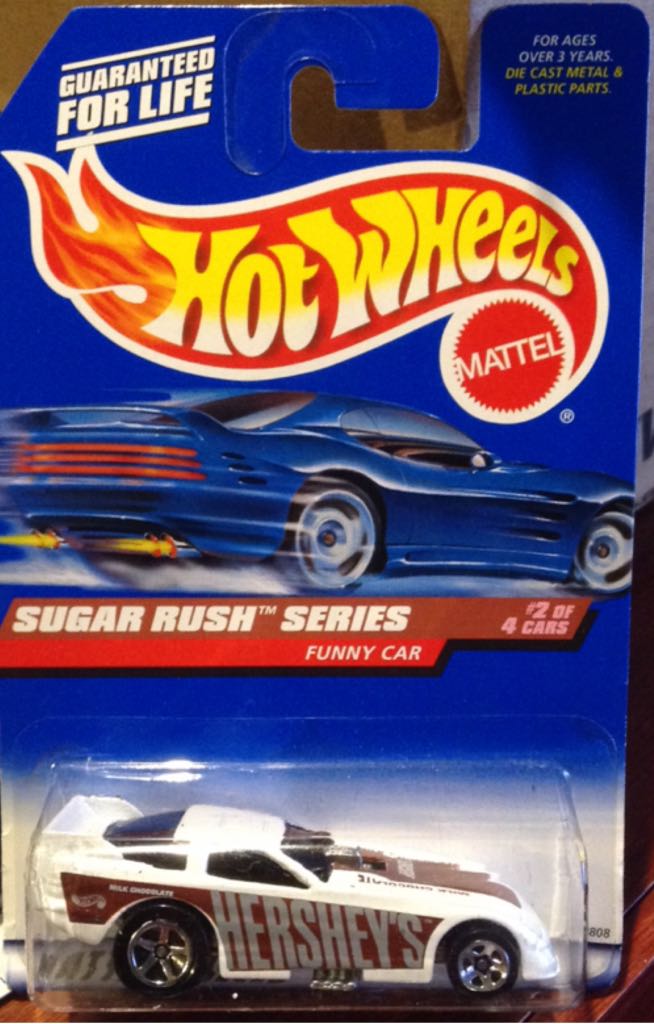 GUARANTEED
FOR LIFE
FOR AGES
OVER 3 YEARS.
DIE CAST METAL &
PLASTIC PARTS.
HOT WHEELS
MATTEL
®
SUGAR RUSH™ SERIES
#2 OF
4 CARS
FUNNY CAR
MILK CHOCOLATE
HERSHEY'S
808